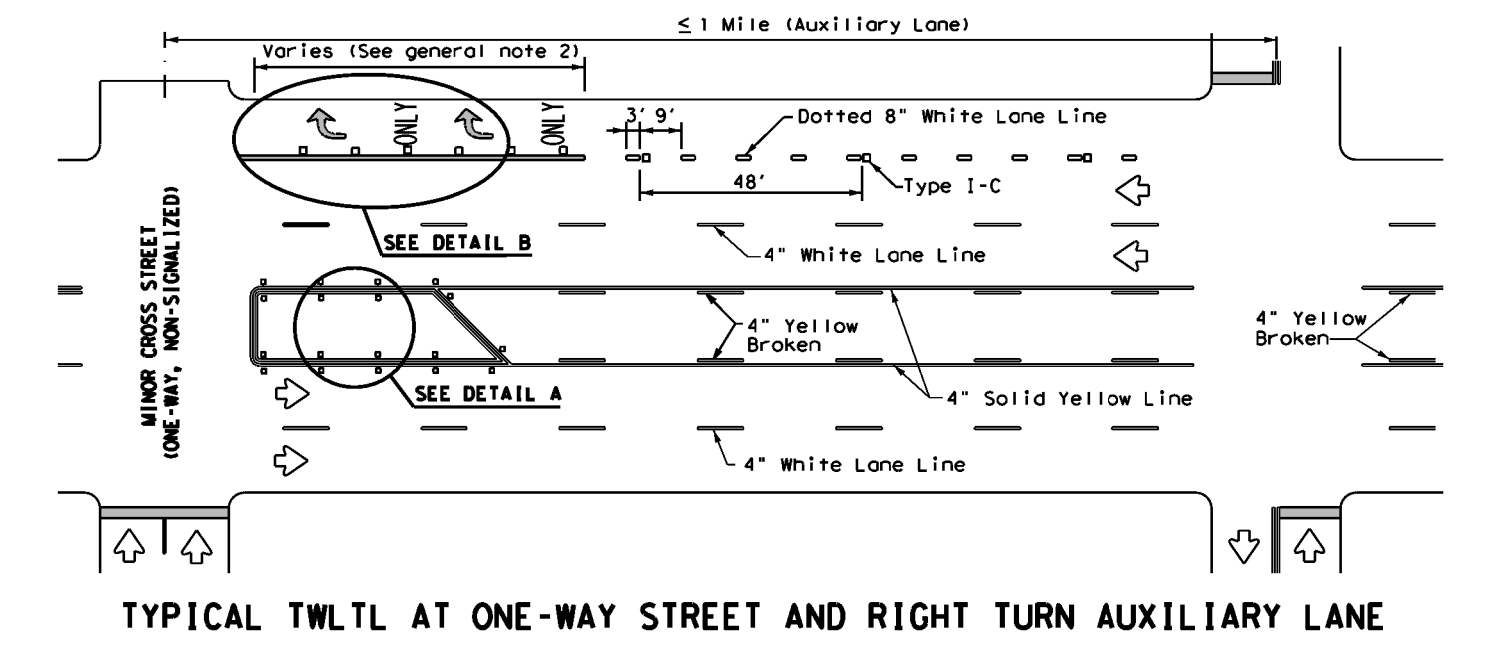 ≤ 1 Mile (Auxiliary Lane)
Varies (See general note 2)
ONLY
ONLY
3' 9'
Dotted 8" White Lane Line
48'
Type I-C
SEE DETAIL B
4" White Lane Line
MINOR CROSS STREET
(ONE-WAY, NON-SIGNALIZED)
4" Yellow
Broken
4" Yellow
Broken
SEE DETAIL A
4" Solid Yellow Line
4" White Lane Line
TYPICAL TWLTL AT ONE-WAY STREET AND RIGHT TURN AUXILIARY LANE